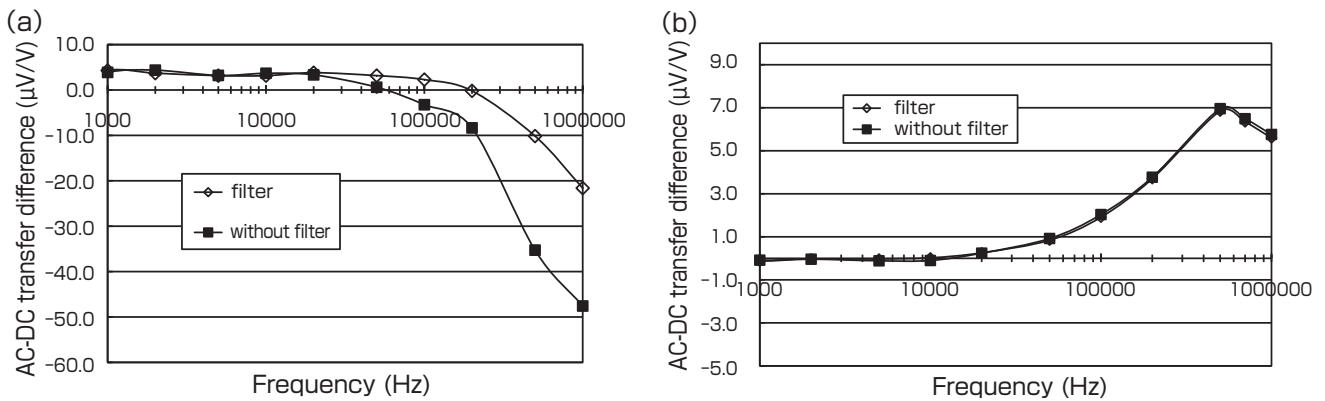 (a)
AC-DC transfer difference (μV/V)
10.0
0.0
-10.0
-20.0
-30.0
-40.0
-50.0
-60.0
1000
10000
100000
1000000
filter
without filter
Frequency (Hz)
(b)
AC-DC transfer difference (μV/V)
9.0
7.0
5.0
3.0
1.0
-1.0
-3.0
-5.0
1000
10000
100000
1000000
filter
without filter
Frequency (Hz)